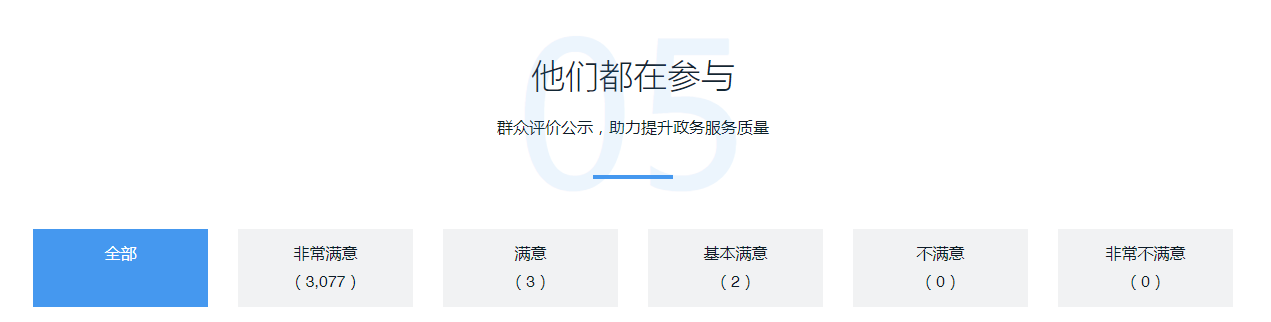 05
他们都在参与
群众评价公示，助力提升政务服务质量
全部
非常满意
（3,077）
满意
（3）
基本满意
（2）
不满意
（0）
非常不满意
（0）